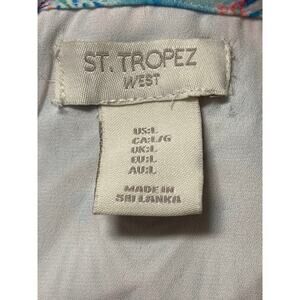 ST. TROPEZ
WEST
US:L
CA:L/G
UK:L
EU:L
AU:L
MADE IN
SRI LANKA